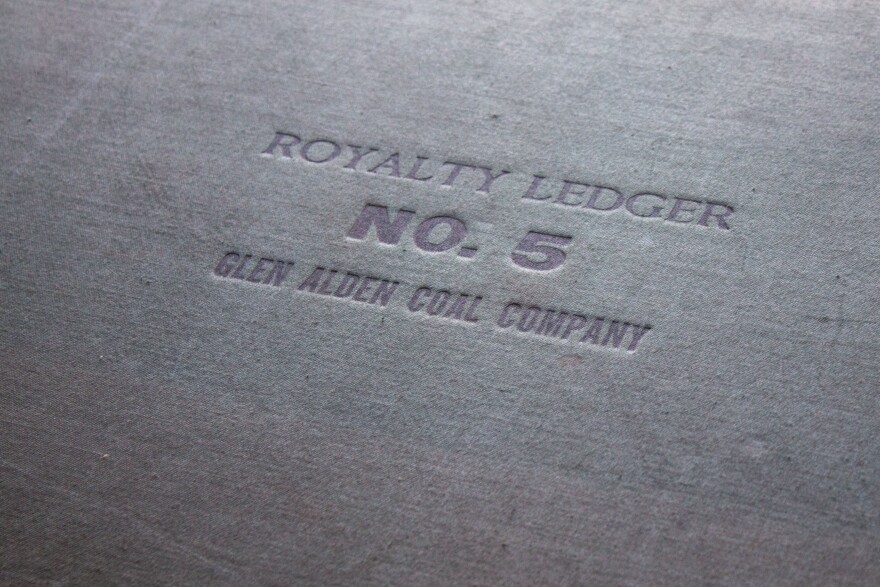 ROYALTY LEDGER
NO. 5
GLEN ALDEN COAL COMPANY